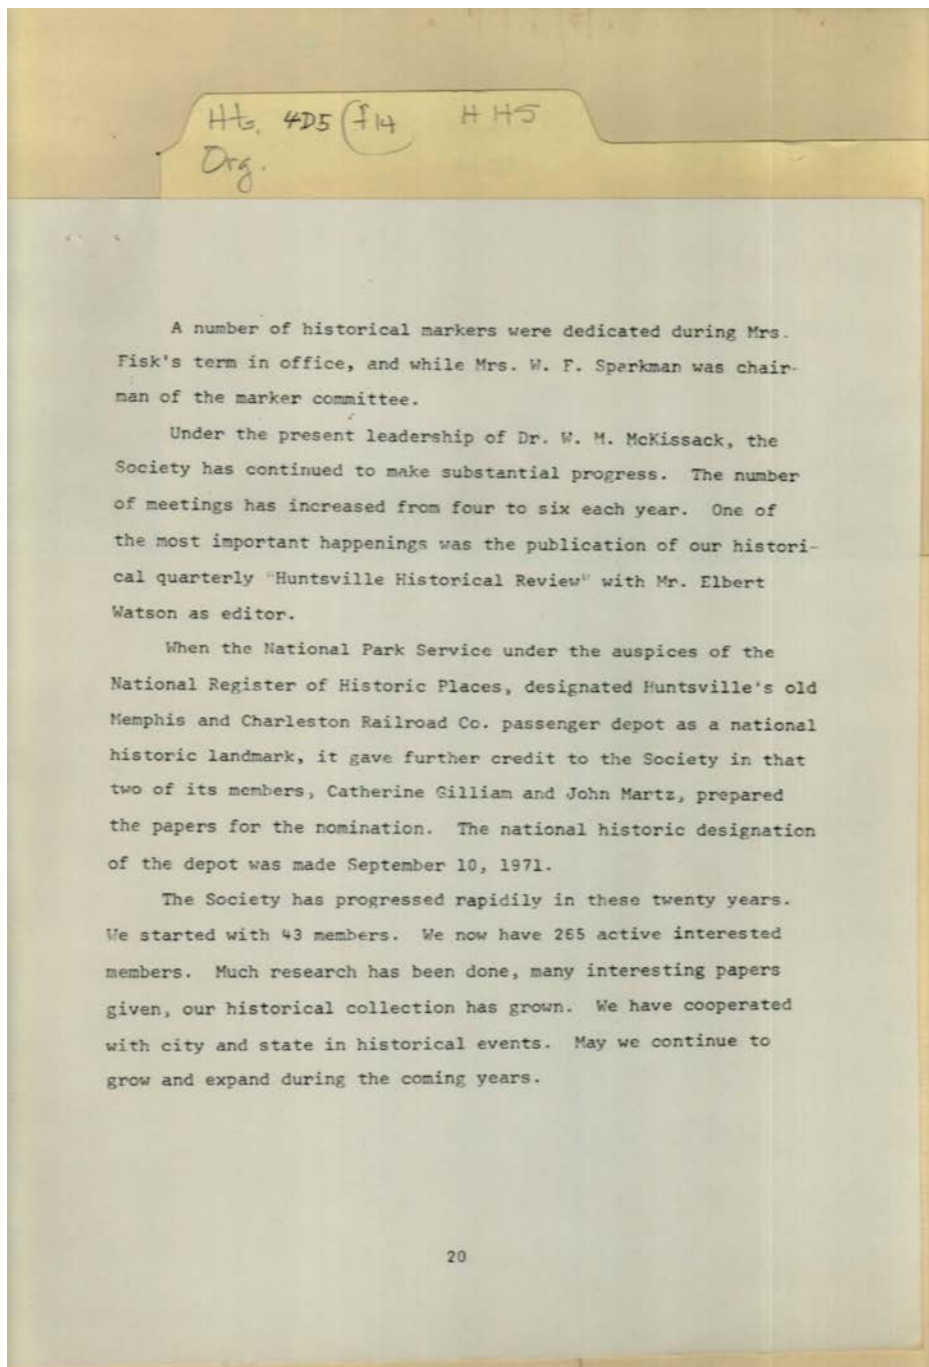 Hts. 4D5 (f14 HHS
Org.
A number of historical markers were dedicated during Mrs.
Fisk's term in office, and while Mrs. W. F. Sparkman was chair-
man of the marker committee.
Under the present leadership of Dr. W. M. McKissack, the
Society has continued to make substantial progress. The number
of meetings has increased from four to six each year. One of
the most important happenings was the publication of our histori-
cal quarterly "Huntsville Historical Review" with Mr. Elbert
Watson as editor.
When the National Park Service under the auspices of the
National Register of Historic Places, designated Huntsville's old
Memphis and Charleston Railroad Co. passenger depot as a national
historic landmark, it gave further credit to the Society in that
two of its members, Catherine Gilliam and John Martz, prepared
the papers for the nomination. The national historic designation
of the depot was made September 10, 1971.
The Society has progressed rapidily in these twenty years.
We started with 43 members. We now have 265 active interested
members. Much research has been done, many interesting papers
given, our historical collection has grown. We have cooperated
with city and state in historical events. May we continue to
grow and expand during the coming years.
20